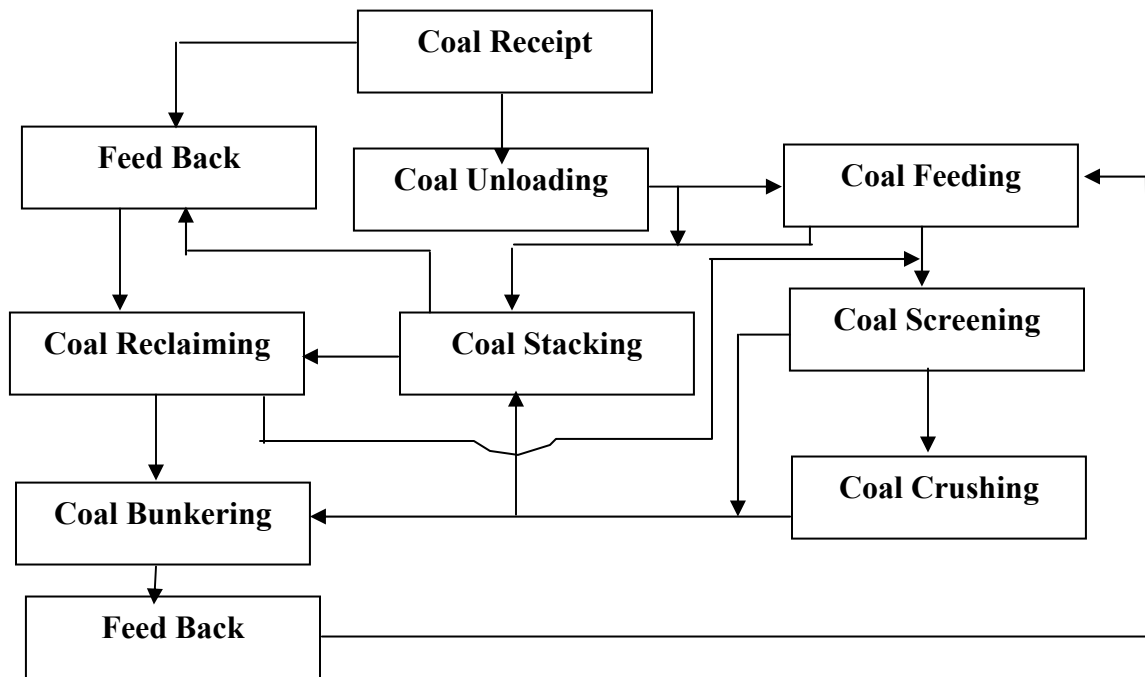 Coal Receipt
Feed Back
Coal Unloading
Coal Feeding
Coal Reclaiming
Coal Stacking
Coal Screening
Coal Bunkering
Coal Crushing
Feed Back